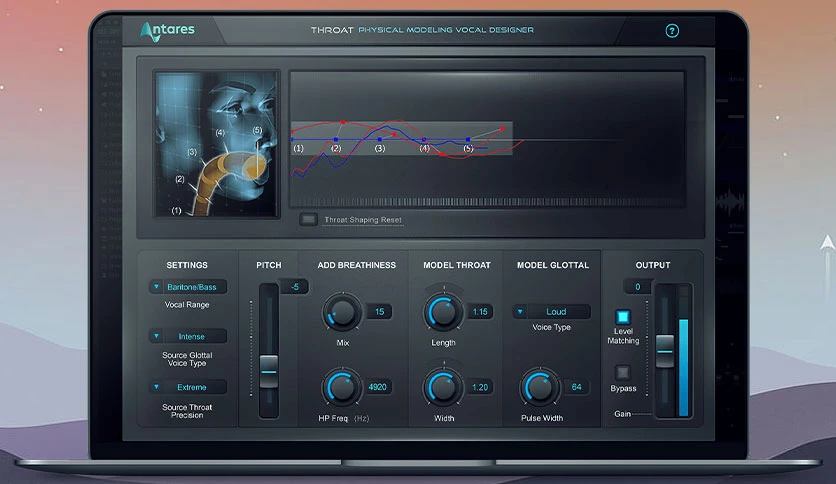 Antares
THROAT PHYSICAL MODELING VOCAL DESIGNER
?
(5)
(4)
(3)
(2)
(1)
(1) (2) (3) (4) (5)
Throat Shaping Reset
SETTINGS
Baritone/Bass
Vocal Range
Intense
Source Glottal
Voice Type
Extreme
Source Throat
Precision
PITCH
-5
ADD BREATHINESS
15
Mix
4920
HP Freq (Hz)
MODEL THROAT
1.15
Length
1.20
Width
MODEL GLOTTAL
Loud
Voice Type
64
Pulse Width
OUTPUT
0
Level
Matching
Bypass
Gain